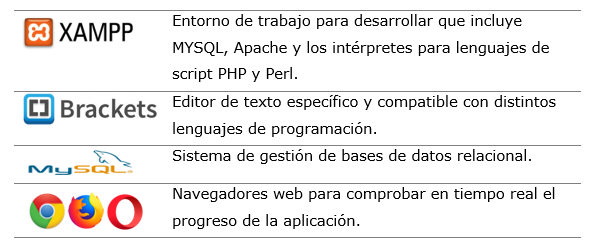 XAMPP
Entorno de trabajo para desarrollar que incluye
MYSQL, Apache y los intérpretes para lenguajes de
script PHP y Perl.
Brackets
Editor de texto específico y compatible con distintos
lenguajes de programación.
MySQL
Sistema de gestión de bases de datos relacional.
Navegadores web para comprobar en tiempo real el
progreso de la aplicación.